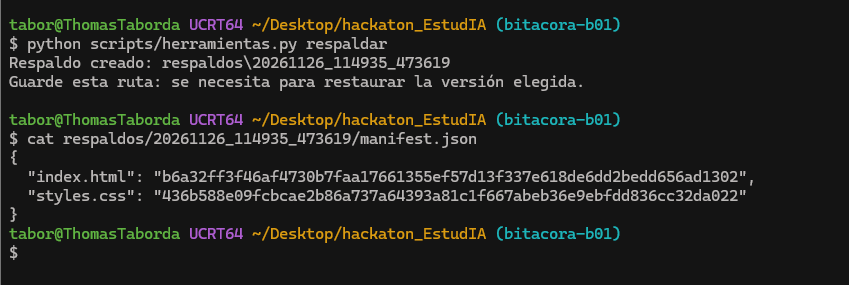 tabor@ThomasTaborda UCRT64 ~/Desktop/hackaton_EstudIA (bitacora-b01)
$ python scripts/herramientas.py respaldar
Respaldo creado: respaldos\20261126_114935_473619
Guarde esta ruta: se necesita para restaurar la versión elegida.
tabor@ThomasTaborda UCRT64 ~/Desktop/hackaton_EstudIA (bitacora-b01)
$ cat respaldos/20261126_114935_473619/manifest.json
{
  "index.html": "b6a32ff3f46af4730b7faa17661355ef57d13f337e618de6dd2bedd656ad1302",
  "styles.css": "436b588e09fcbcae2b86a737a64393a81c1f667abeb36e9ebfdd836cc32da022"
}
tabor@ThomasTaborda UCRT64 ~/Desktop/hackaton_EstudIA (bitacora-b01)
$